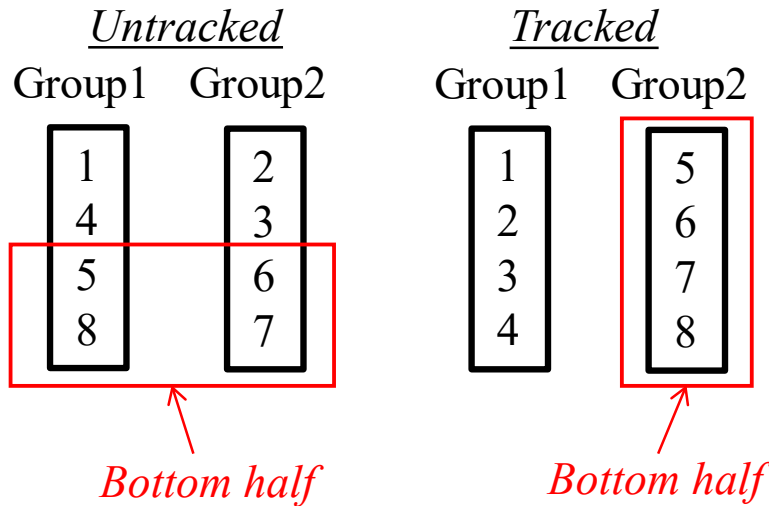 Untracked Tracked
Group1 Group2 Group1 Group2
1 2 1 5
4 3 2 6
5 6 3 7
8 7 4 8
Bottom half Bottom half